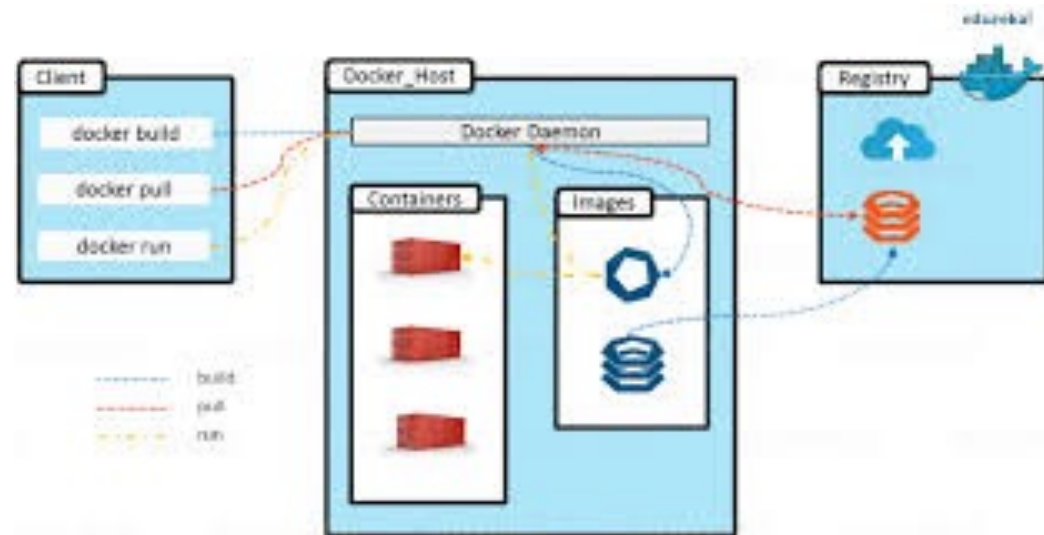 edureka!
Client
docker build
docker pull
docker run
Docker_Host
Docker Daemon
Containers
Images
Registry
build
pull
run